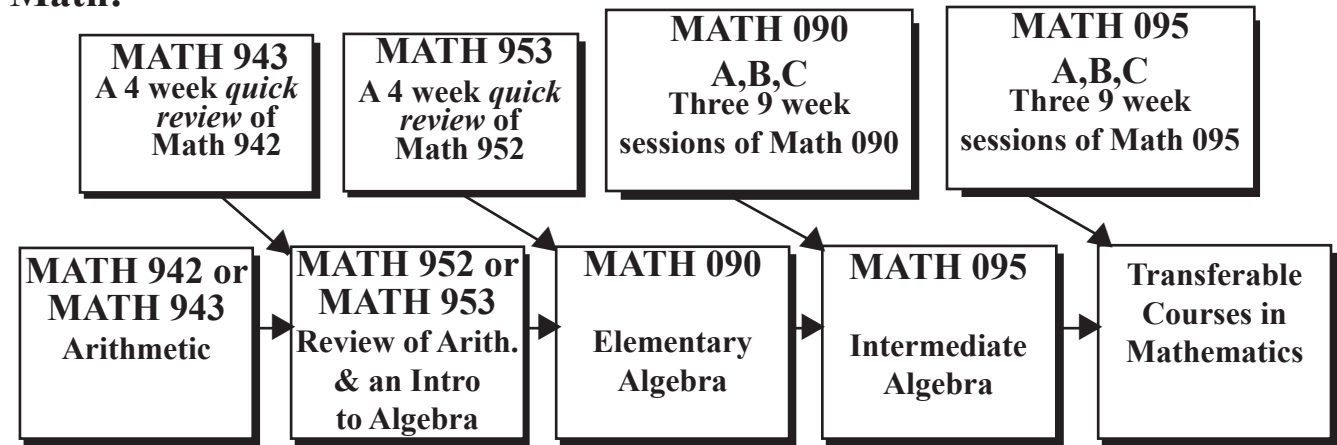 Math:
MATH 943
A 4 week quick
review of
Math 942
MATH 953
A 4 week quick
review of
Math 952
MATH 090
A,B,C
Three 9 week
sessions of Math 090
MATH 095
A,B,C
Three 9 week
sessions of Math 095
MATH 942 or
MATH 943
Arithmetic
MATH 952 or
MATH 953
Review of Arith.
& an Intro
to Algebra
MATH 090
Elementary
Algebra
MATH 095
Intermediate
Algebra
Transferable
Courses in
Mathematics